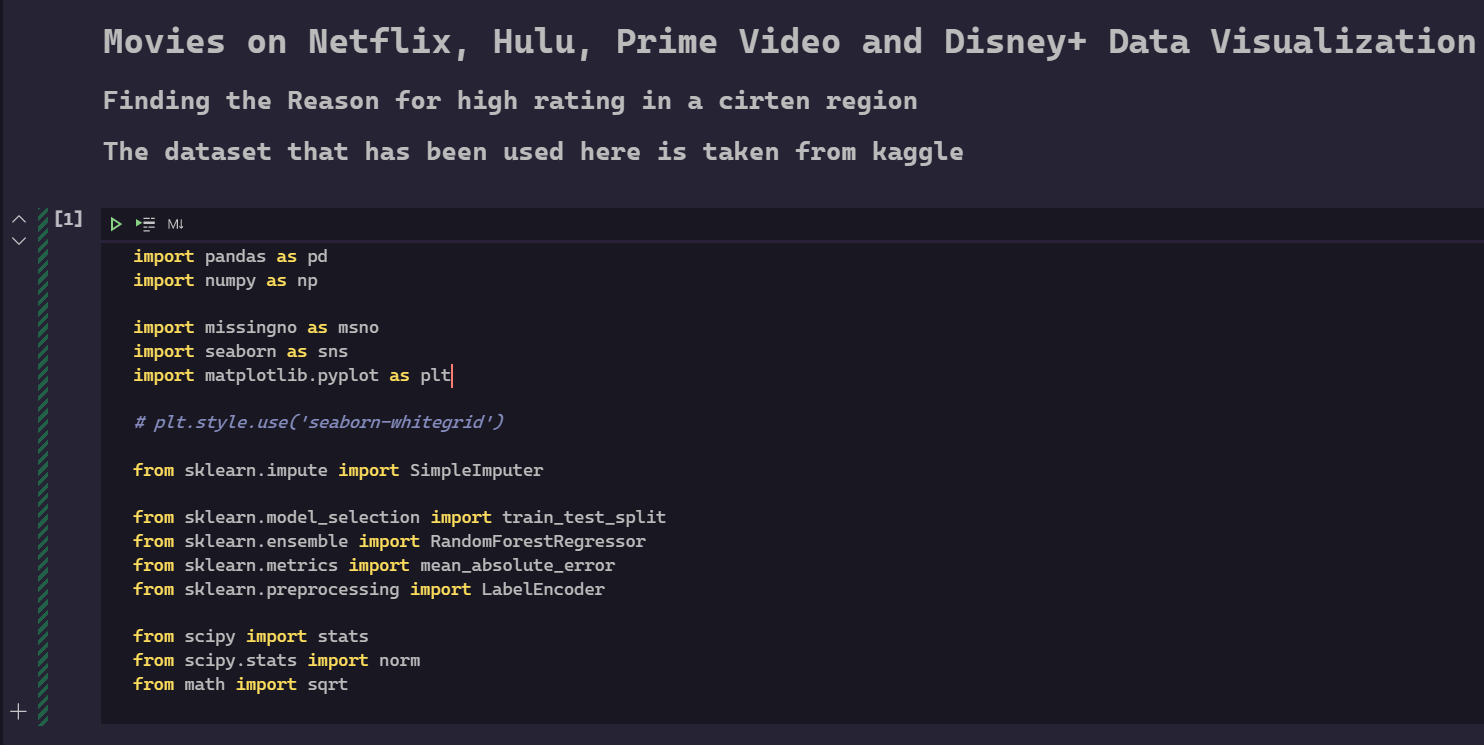 Movies on Netflix, Hulu, Prime Video and Disney+ Data Visualization
Finding the Reason for high rating in a cirten region
The dataset that has been used here is taken from kaggle
[1]
M↓
import pandas as pd
import numpy as np
import missingno as msno
import seaborn as sns
import matplotlib.pyplot as plt
# plt.style.use('seaborn-whitegrid')
from sklearn.impute import SimpleImputer
from sklearn.model_selection import train_test_split
from sklearn.ensemble import RandomForestRegressor
from sklearn.metrics import mean_absolute_error
from sklearn.preprocessing import LabelEncoder
from scipy import stats
from scipy.stats import norm
from math import sqrt